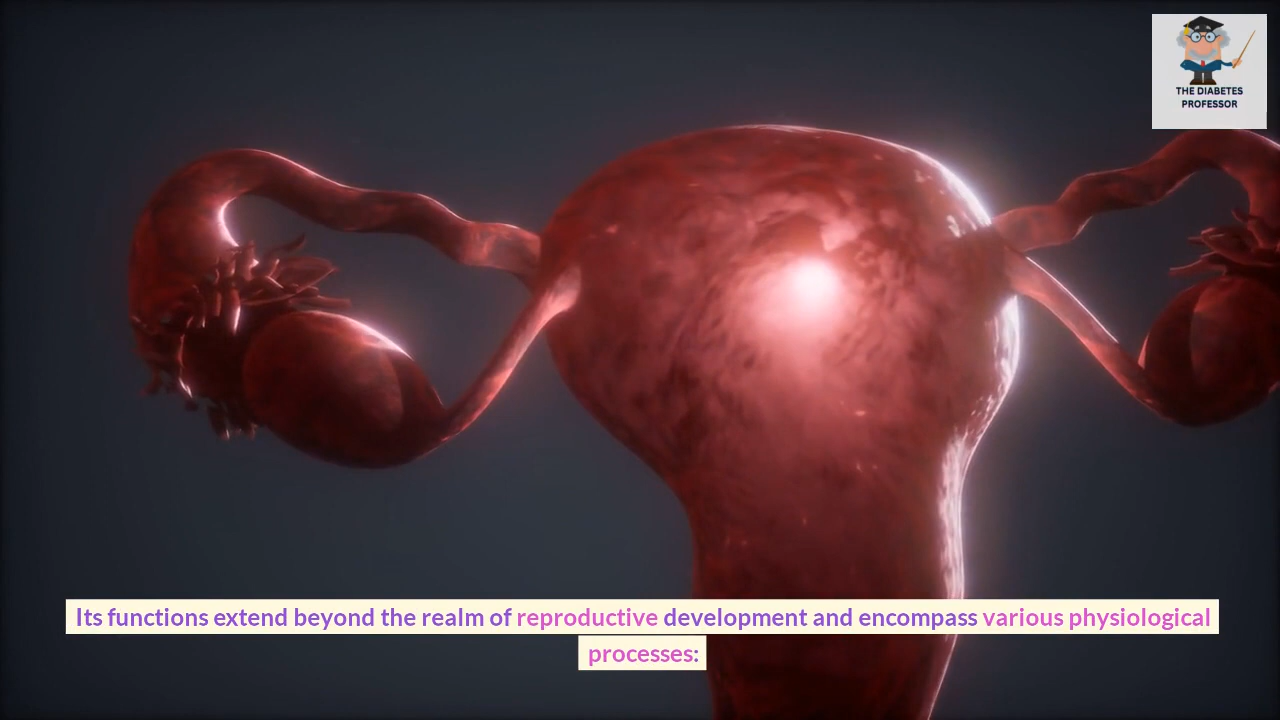 THE DIABETES
PROFESSOR
Its functions extend beyond the realm of reproductive development and encompass various physiological
processes: